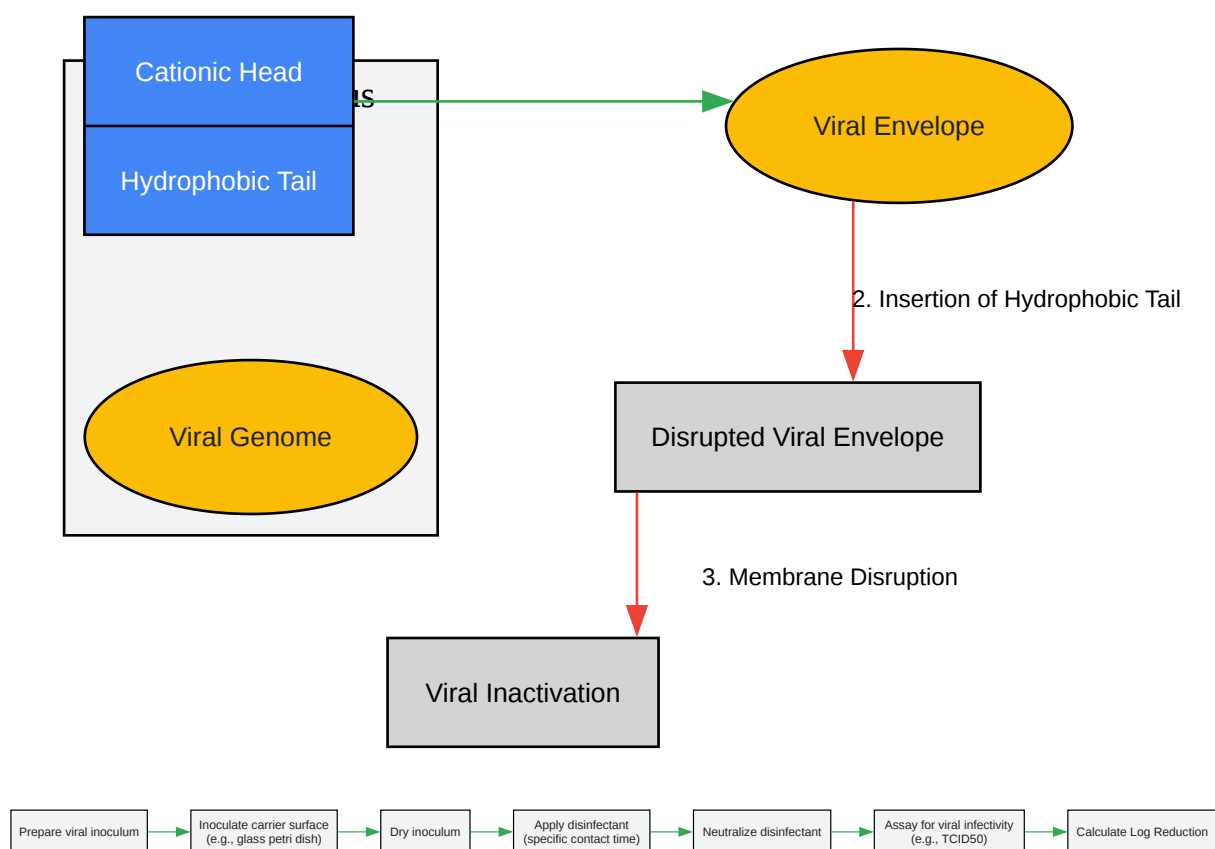 Cationic Head
Hydrophobic Tail
Viral Envelope
2. Insertion of Hydrophobic Tail
Viral Genome
Disrupted Viral Envelope
3. Membrane Disruption
Viral Inactivation
Prepare viral inoculum
Inoculate carrier surface
(e.g., glass petri dish)
Dry inoculum
Apply disinfectant
(specific contact time)
Neutralize disinfectant
Assay for viral infectivity
(e.g., TCID50)
Calculate Log Reduction